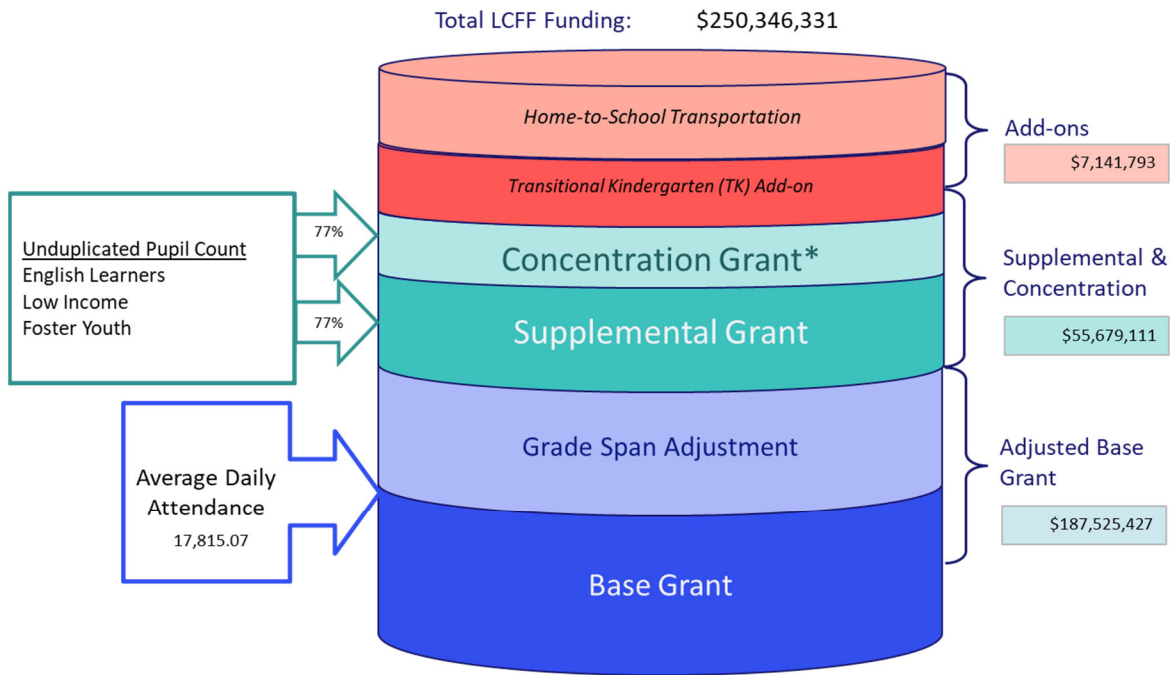 Total LCFF Funding: $250,346,331
Home-to-School Transportation
Add-ons
$7,141,793
Transitional Kindergarten (TK) Add-on
Unduplicated Pupil Count
English Learners
Low Income
Foster Youth
77%
77%
Concentration Grant*
Supplemental Grant
Supplemental &
Concentration
$55,679,111
Grade Span Adjustment
Adjusted Base
Grant
$187,525,427
Average Daily
Attendance
17,815.07
Base Grant